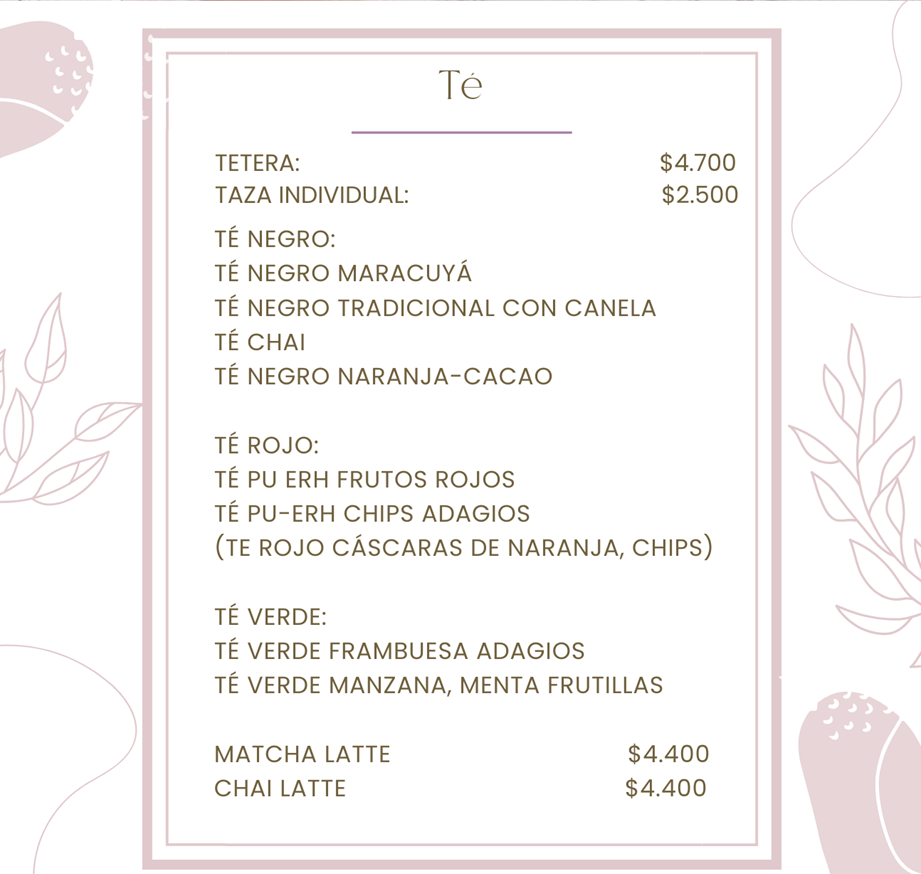 Té
TETERA: $4.700
TAZA INDIVIDUAL: $2.500
TÉ NEGRO:
TÉ NEGRO MARACUYÁ
TÉ NEGRO TRADICIONAL CON CANELA
TÉ CHAI
TÉ NEGRO NARANJA-CACAO
TÉ ROJO:
TÉ PU ERH FRUTOS ROJOS
TÉ PU-ERH CHIPS ADAGIOS
(TE ROJO CÁSCARAS DE NARANJA, CHIPS)
TÉ VERDE:
TÉ VERDE FRAMBUESA ADAGIOS
TÉ VERDE MANZANA, MENTA FRUTILLAS
MATCHA LATTE $4.400
CHAI LATTE $4.400